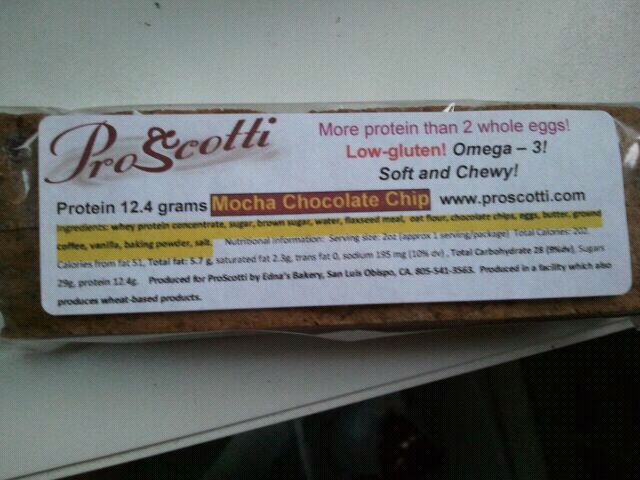 ProScotti
More protein than 2 whole eggs!
Low-gluten! Omega – 3!
Soft and Chewy!
Protein 12.4 grams Mocha Chocolate Chip www.proscotti.com
Ingredients: whey protein concentrate, sugar, brown sugar, water, flaxseed meal, oat flour, chocolate chips, eggs, butter, ground
coffee, vanilla, baking powder, salt. Nutritional information: Serving size: 2oz (approx 1 serving/package) Total Calories: 202,
Calories from fat 51, Total fat: 5.7 g, saturated fat 2.3g, trans fat 0, sodium 195 mg (10% dv) , Total Carbohydrate 28 (9%dv), Sugars
29g, protein 12.4g. Produced for ProScotti by Edna's Bakery, San Luis Obispo, CA. 805-541-3563. Produced in a facility which also
produces wheat-based products.